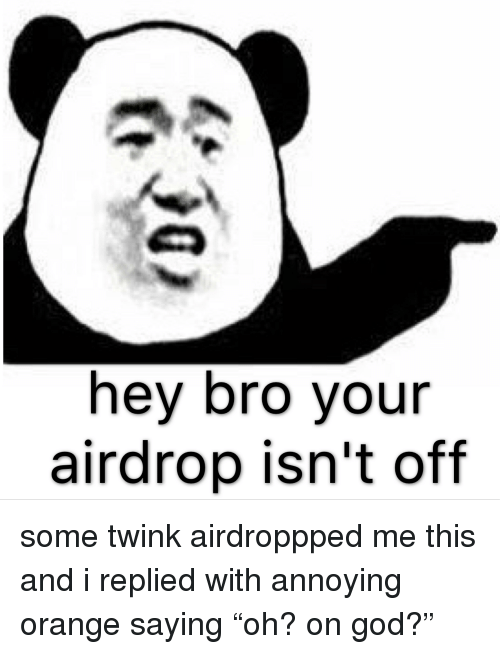 hey bro your
airdrop isn't off
some twink airdroppped me this
and i replied with annoying
orange saying “oh? on god?”